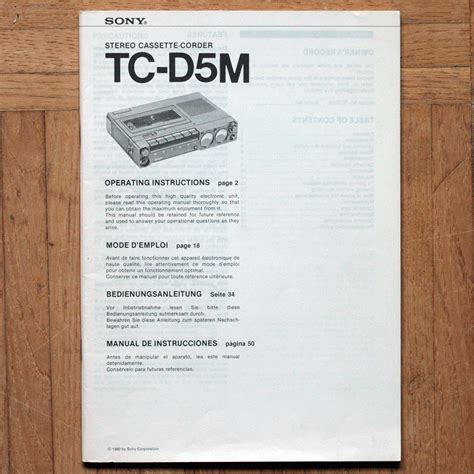 SONY
STEREO CASSETTE-CORDER
TC-D5M
OPERATING INSTRUCTIONS page 2
Before operating this high quality electronic unit,
please read this operating manual thoroughly so that
you can obtain the maximum enjoyment from it.
This manual should be retained for future reference
and used to answer your operational questions as they
arise.
MODE D'EMPLOI page 18
Avant de faire fonctionner cet appareil électronique de
haute qualité, lire attentivement ce mode d'emploi
pour obtenir un fonctionnement optimal.
Conserver ce manuel pour toute référence ultérieure.
BEDIENUNGSANLEITUNG Seite 34
Vor Inbetriebnahme lesen Sie bitte diese
Bedienungsanleitung aufmerksam durch.
Bewahren Sie diese Anleitung zum späteren Nachschla-
gen gut auf.
MANUAL DE INSTRUCCIONES página 50
Antes de manipular el aparato, lea este manual
detenidamente.
Consérvelo para futuras referencias.
© 1980 by Sony Corporation